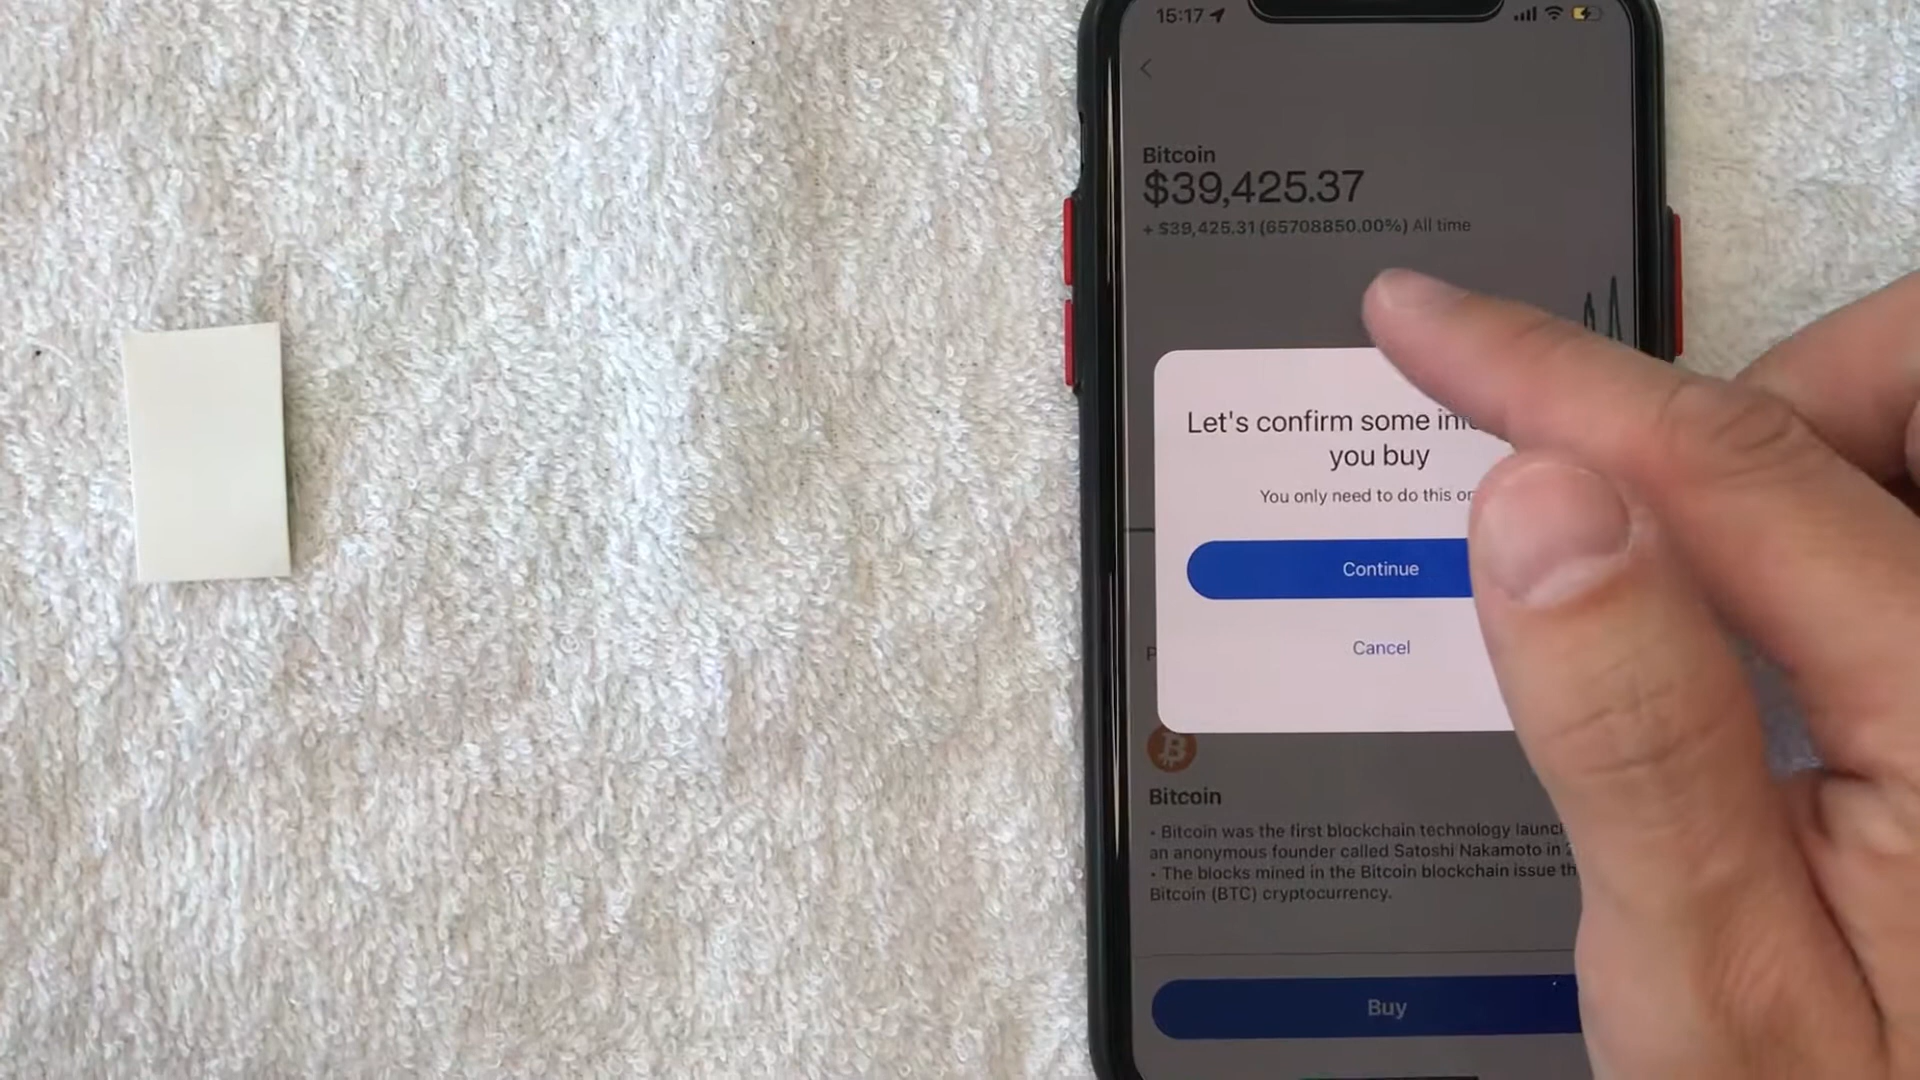 15:17
Bitcoin
$39,425.37
+ $39,425.31 (65708850.00%) All time
Let's confirm some
you buy
You only need to do this
Continue
Cancel
Bitcoin
• Bitcoin was the first blockchain technology
an anonymous founder called Satoshi Nakamoto in
• The blocks mined in the Bitcoin blockchain issue
Bitcoin (BTC) cryptocurrency.
Buy